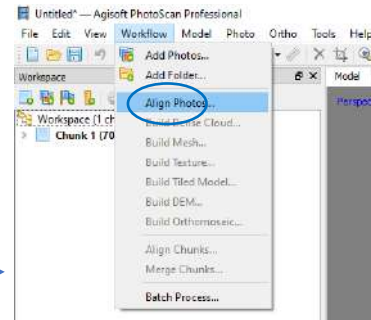 Untitled* — Agisoft PhotoScan Professional
File Edit View Workflow Model Photo Ortho Tools Help
Workspace
Model
Add Photos...
Add Folder...
Align Photos...
Build Dense Cloud...
Build Mesh...
Build Texture...
Build Tiled Model...
Build DEM...
Build Orthomosaic...
Align Chunks...
Merge Chunks...
Batch Process...
Workspace (1 ch
Chunk 1 (70
Perspec